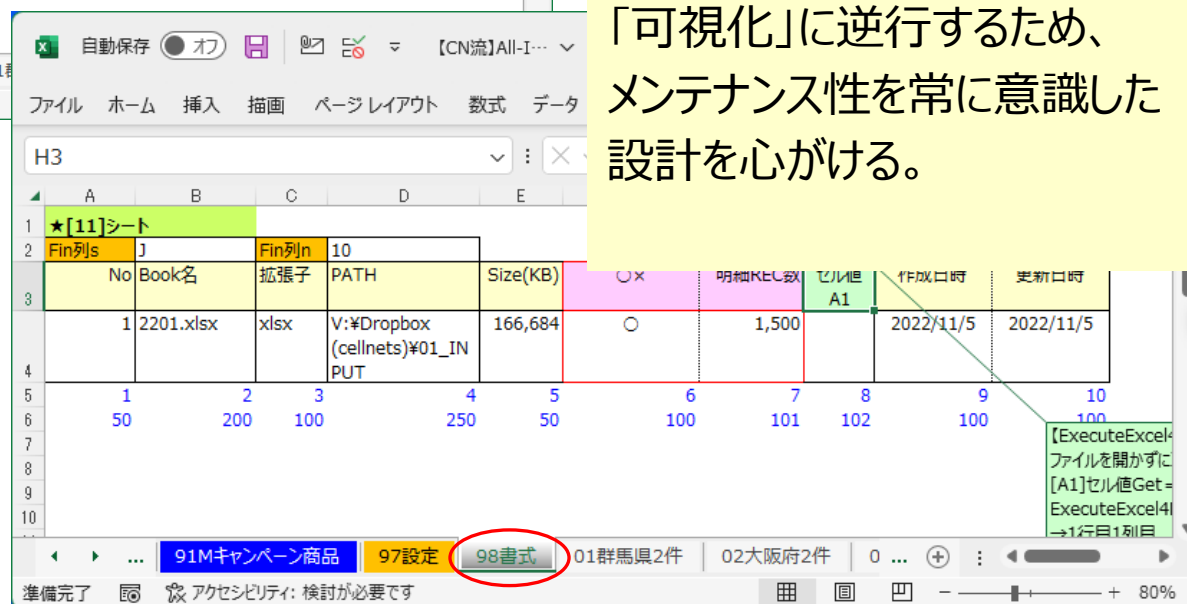 「可視化」に逆行するため、
メンテナンス性を常に意識した
設計を心がける。
自動保存 オフ 【CN流】All-I…
ファイル ホーム 挿入 描画 ページ レイアウト 数式 データ
H3
A B C D E
1 ★[11]シート
2 Fin列s J Fin列n 10
3 No Book名 拡張子 PATH Size(KB) ○× 明細REC数 セル値 作成日時 更新日時
A1
4 1 2201.xlsx xlsx V:¥Dropbox 166,684 ○ 1,500 2022/11/5 2022/11/5
(cellnets)¥01_IN
PUT
5 1 2 3 4 5 6 7 8 9 10
6 50 200 100 250 50 100 101 102 100 100
7
8
9
10
【ExecuteExcel4
ファイルを開かずに
[A1]セル値Get=
ExecuteExcel4
→1行目1列目
... 91Mキャンペーン商品 97設定 98書式 01群馬県2件 02大阪府2件 0 ...
準備完了 アクセシビリティ: 検討が必要です 80%